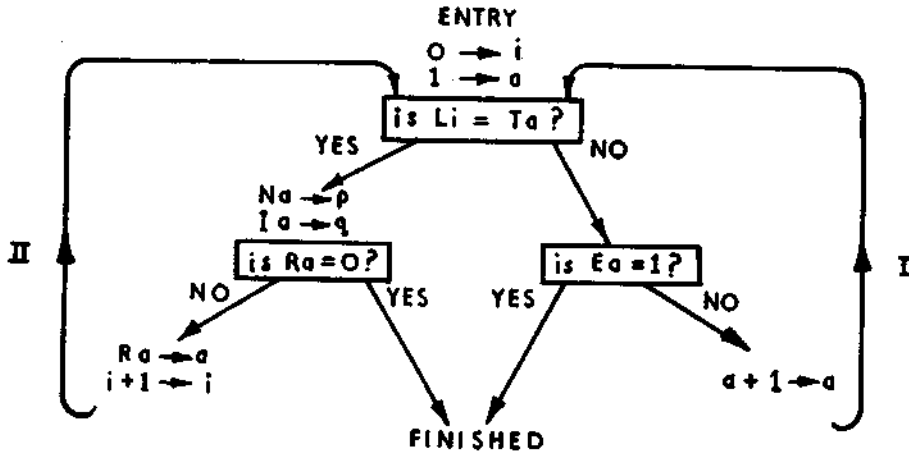 ENTRY
0 → i
1 → a
is Li = Ta?
YES
NO
Na → p
Ia → q
II
is Ra = 0?
is Ea = 1?
I
NO
YES
YES
NO
Ra → a
i + 1 → i
a + 1 → a
FINISHED